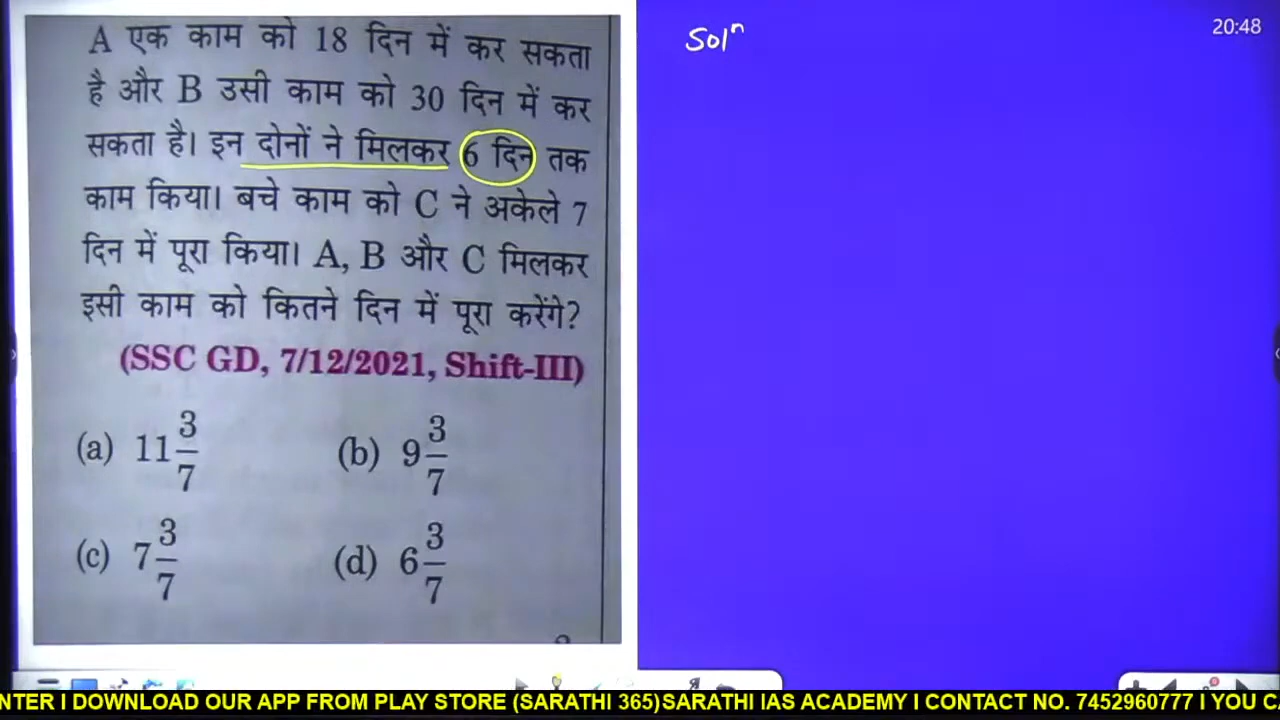 A एक काम को 18 दिन में कर सकता
है और B उसी काम को 30 दिन में कर
सकता है। इन दोनों ने मिलकर 6 दिन तक
काम किया। बचे काम को C ने अकेले 7
दिन में पूरा किया। A, B और C मिलकर
इसी काम को कितने दिन में पूरा करेंगे?
(SSC GD, 7/12/2021, Shift-III)
(a) 11 3/7 (b) 9 3/7
(c) 7 3/7 (d) 6 3/7
Solⁿ
20:48
NTER I DOWNLOAD OUR APP FROM PLAY STORE (SARATHI 365)SARATHI IAS ACADEMY I CONTACT NO. 7452960777 I YOU CA